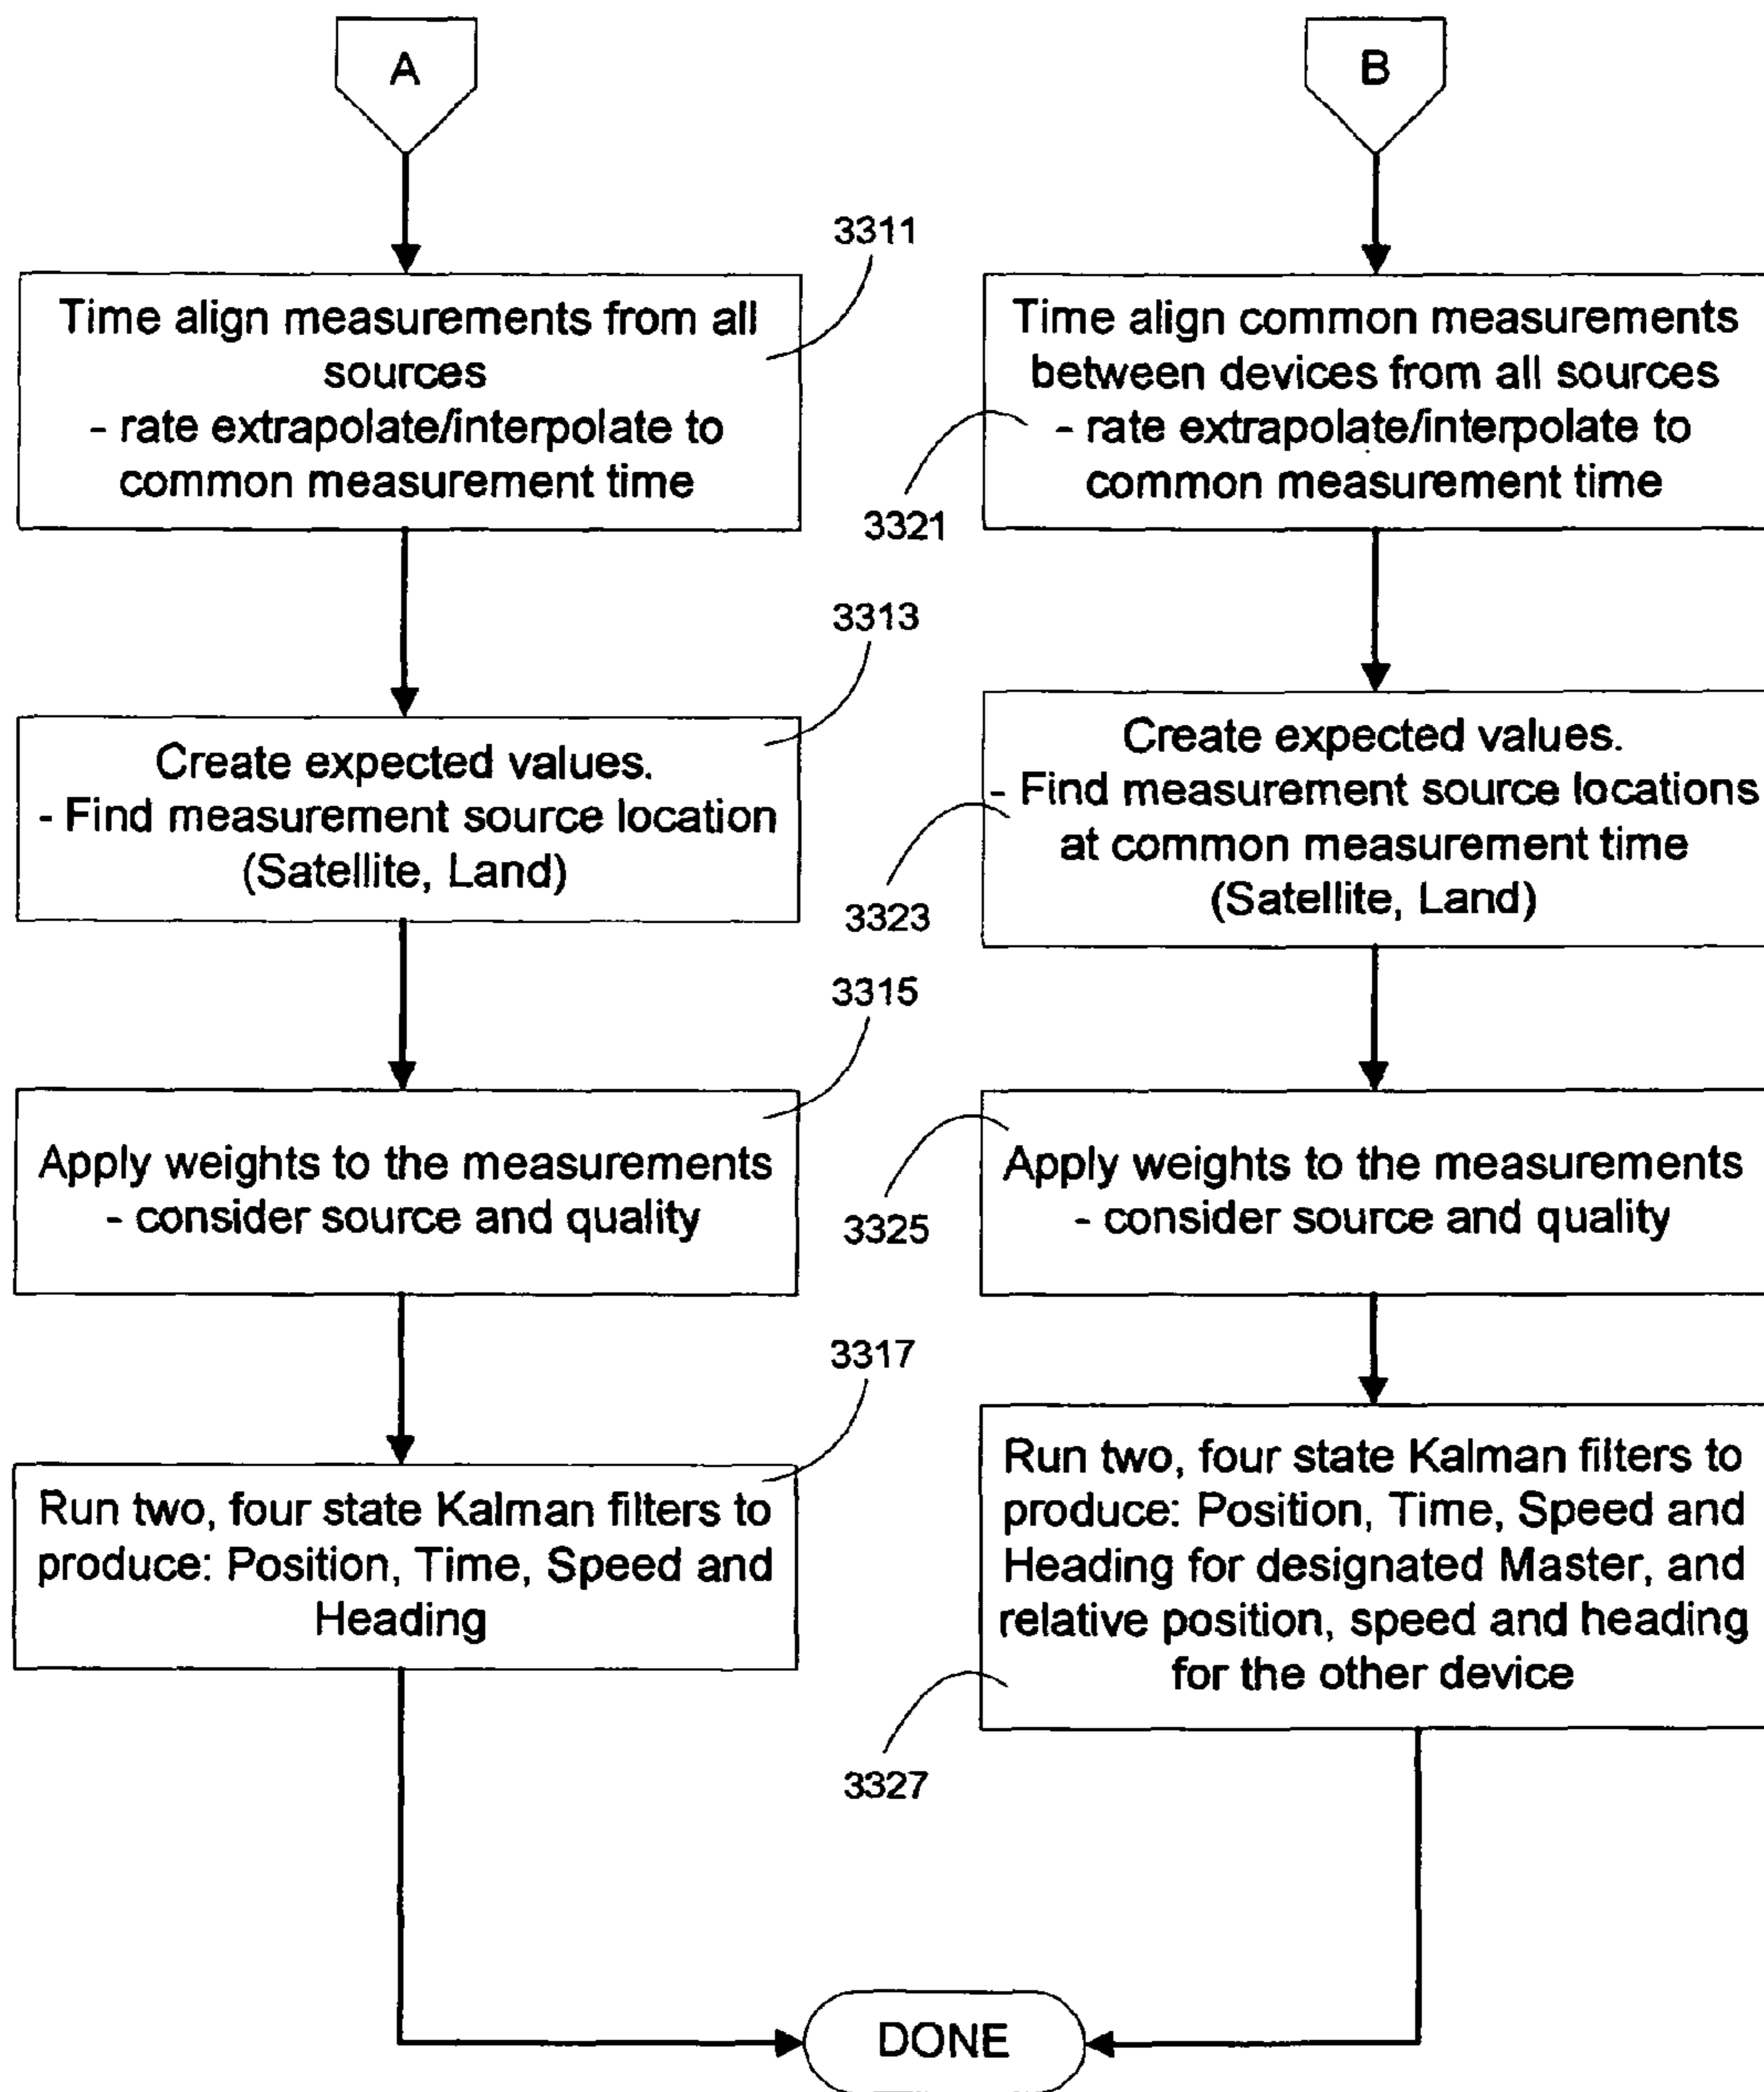 A
3311
Time align measurements from all
sources
- rate extrapolate/interpolate to
common measurement time
3313
Create expected values.
- Find measurement source location
(Satellite, Land)
3315
Apply weights to the measurements
- consider source and quality
3317
Run two, four state Kalman filters to
produce: Position, Time, Speed and
Heading
B
Time align common measurements
between devices from all sources
- rate extrapolate/interpolate to
common measurement time
3321
Create expected values.
- Find measurement source locations
at common measurement time
(Satellite, Land)
3323
Apply weights to the measurements
- consider source and quality
3325
Run two, four state Kalman filters to
produce: Position, Time, Speed and
Heading for designated Master, and
relative position, speed and heading
for the other device
3327
DONE